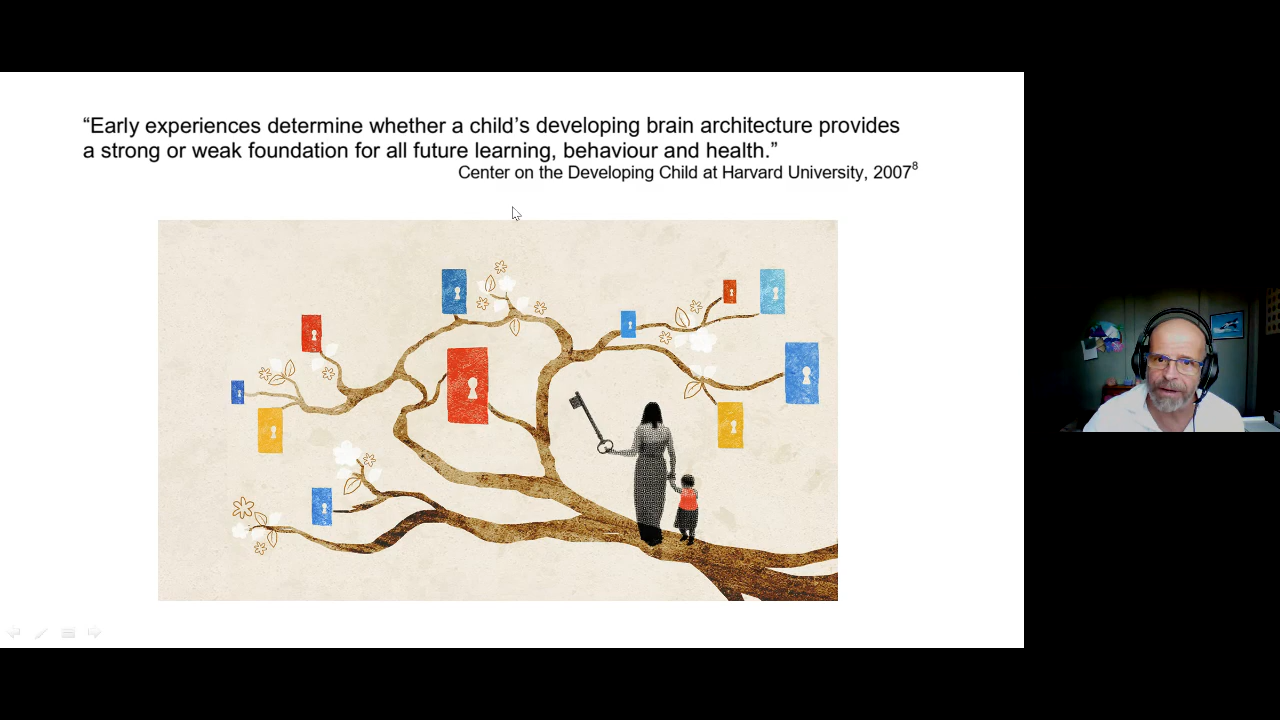 “Early experiences determine whether a child’s developing brain architecture provides
a strong or weak foundation for all future learning, behaviour and health.”
Center on the Developing Child at Harvard University, 2007⁸